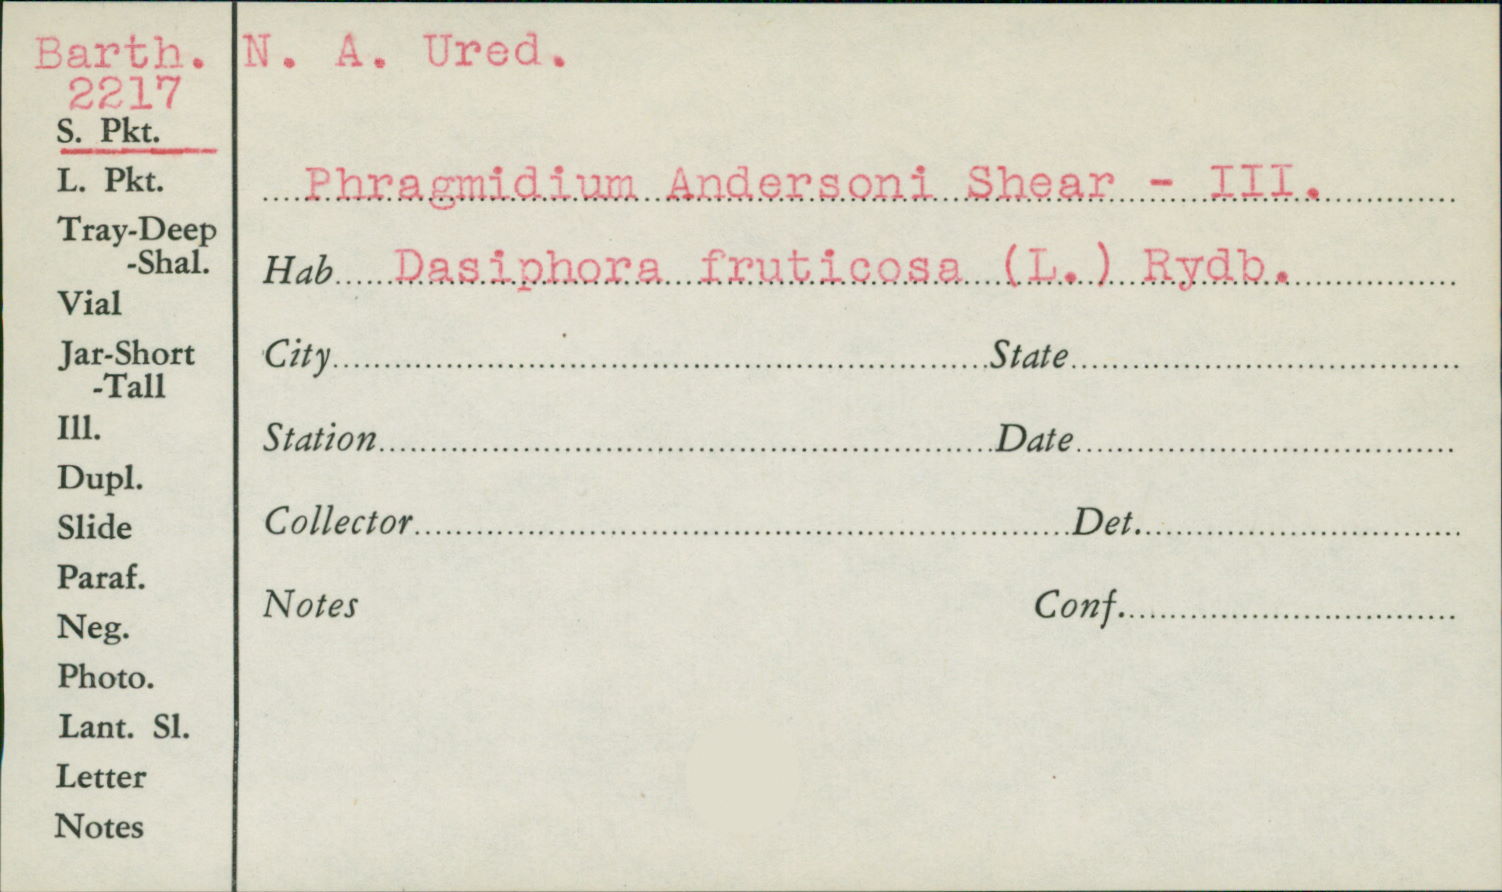 Barth.
2217
S. Pkt.
L. Pkt.
Tray-Deep
-Shal.
Vial
Jar-Short
-Tall
Ill.
Dupl.
Slide
Paraf.
Neg.
Photo.
Lant. Sl.
Letter
Notes
N. A. Ured.
Phragmidium Andersoni Shear - III.
Hab Dasiphora fruticosa (L.) Rydb.
City State
Station Date
Collector Det.
Notes Conf.